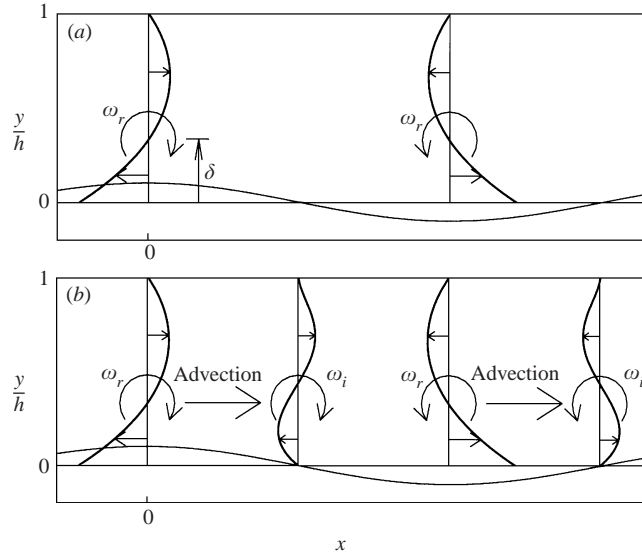 1
(a)
ω_r
ω_r
y/h
δ
0
0
1
(b)
ω_r Advection ω_i ω_r Advection ω_i
y/h
0
0
x